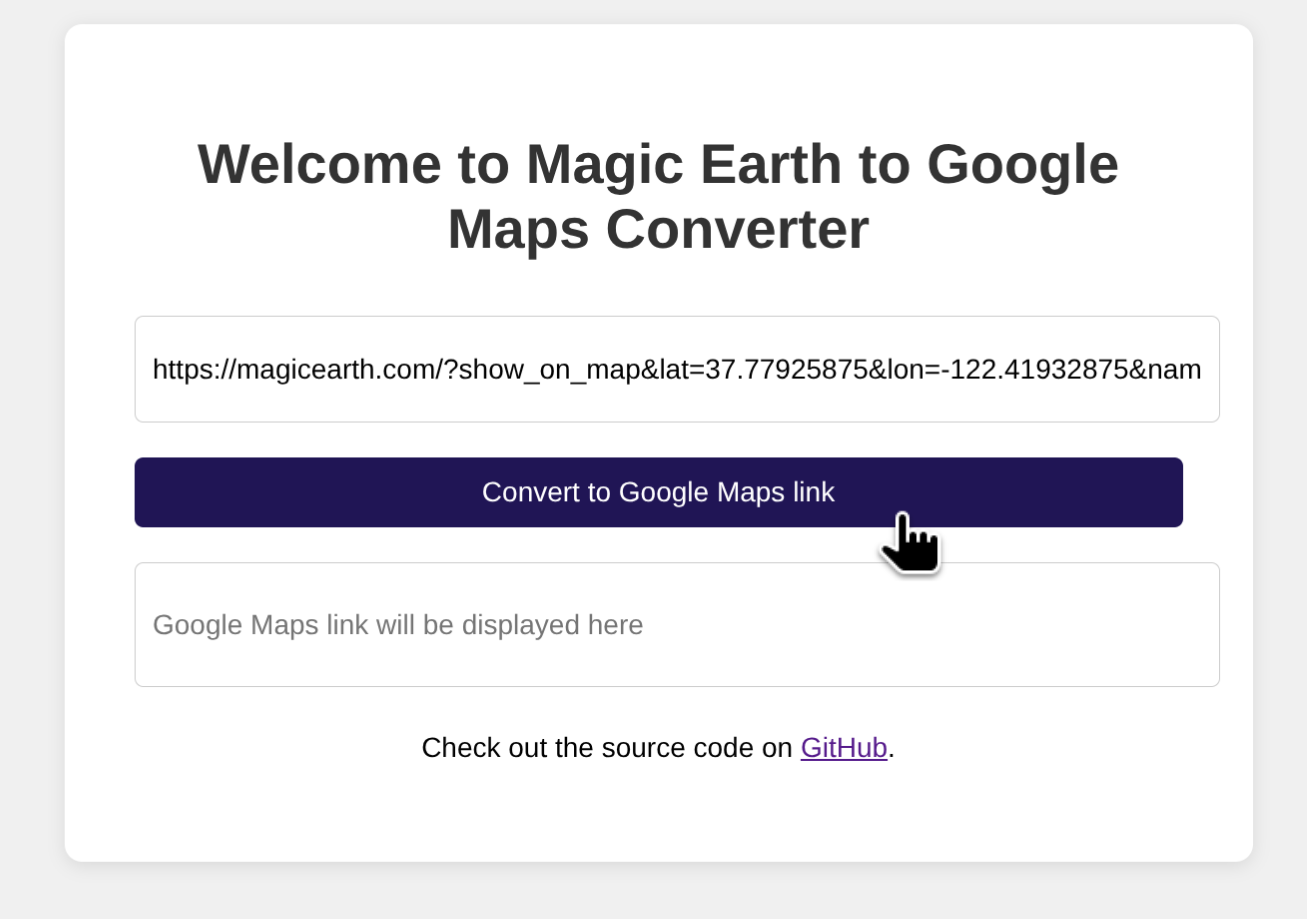 Welcome to Magic Earth to Google
Maps Converter
https://magicearth.com/?show_on_map&lat=37.77925875&lon=-122.41932875&nam
Convert to Google Maps link
Google Maps link will be displayed here
Check out the source code on GitHub.